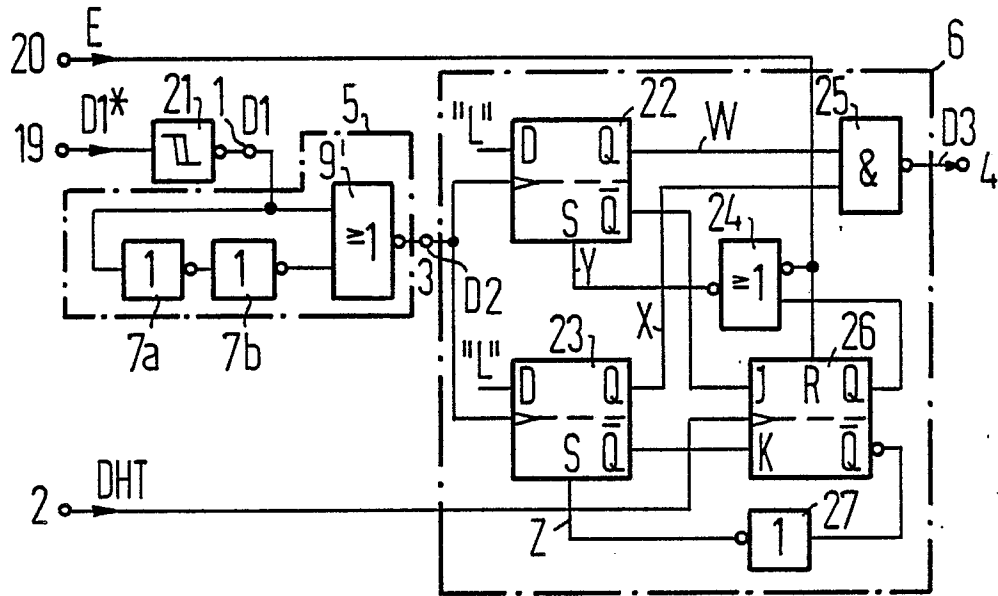 20 E
6
19 D1* 21 1 D1 5
"L" D Q 22 W 25 D3
9' & 4
≥1 S Q̅ 24
1 1 3 D2 Y ≥1
7a 7b X
"L" 23 26
D Q J R Q
S Q̅ K Q̅
2 DHT
Z 1 27